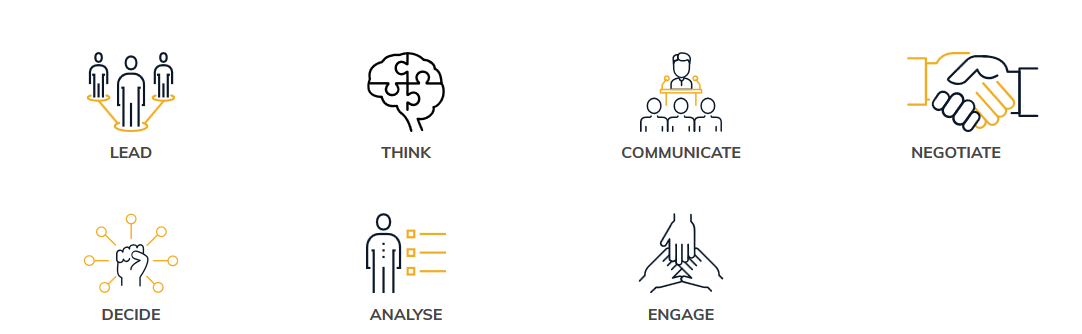 LEAD
THINK
COMMUNICATE
NEGOTIATE
DECIDE
ANALYSE
ENGAGE